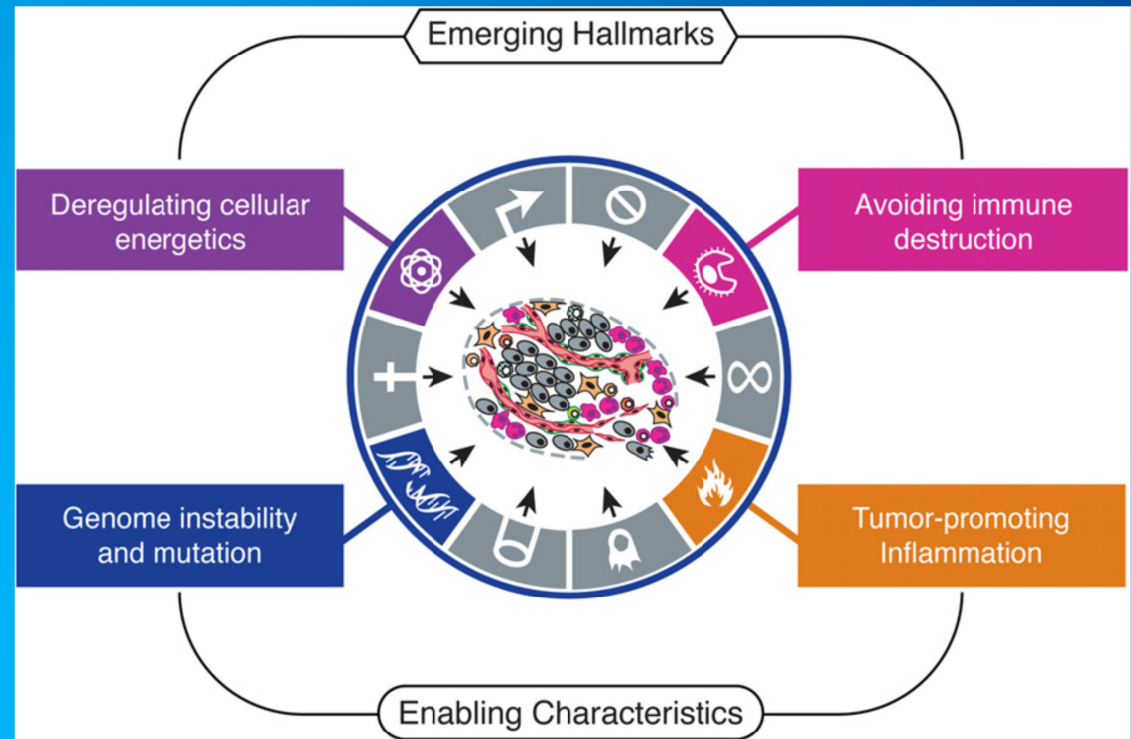 Emerging Hallmarks
Deregulating cellular
energetics
Avoiding immune
destruction
Genome instability
and mutation
Tumor-promoting
Inflammation
Enabling Characteristics